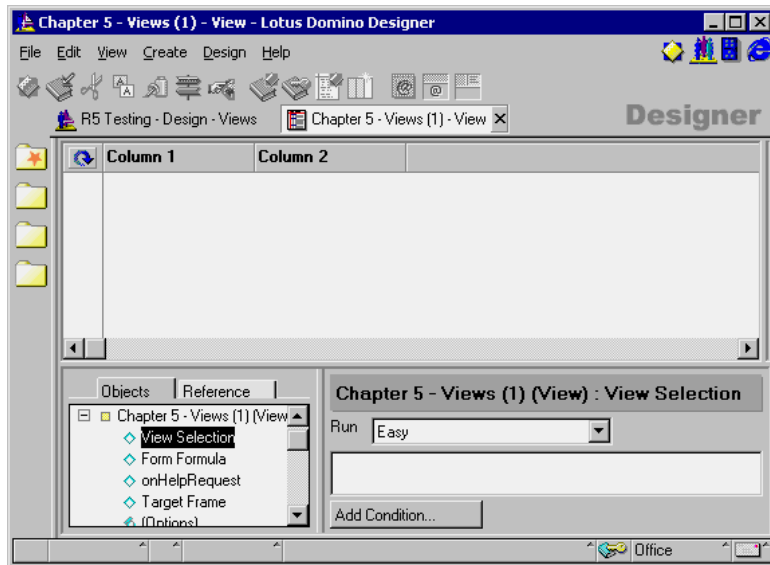 Chapter 5 - Views (1) - View - Lotus Domino Designer
File Edit View Create Design Help
R5 Testing - Design - Views
Chapter 5 - Views (1) - View
Designer
Column 1
Column 2
Objects
Reference
Chapter 5 - Views (1) (View
View Selection
Form Formula
onHelpRequest
Target Frame
(Options)
Chapter 5 - Views (1) (View) : View Selection
Run
Easy
Add Condition...
Office